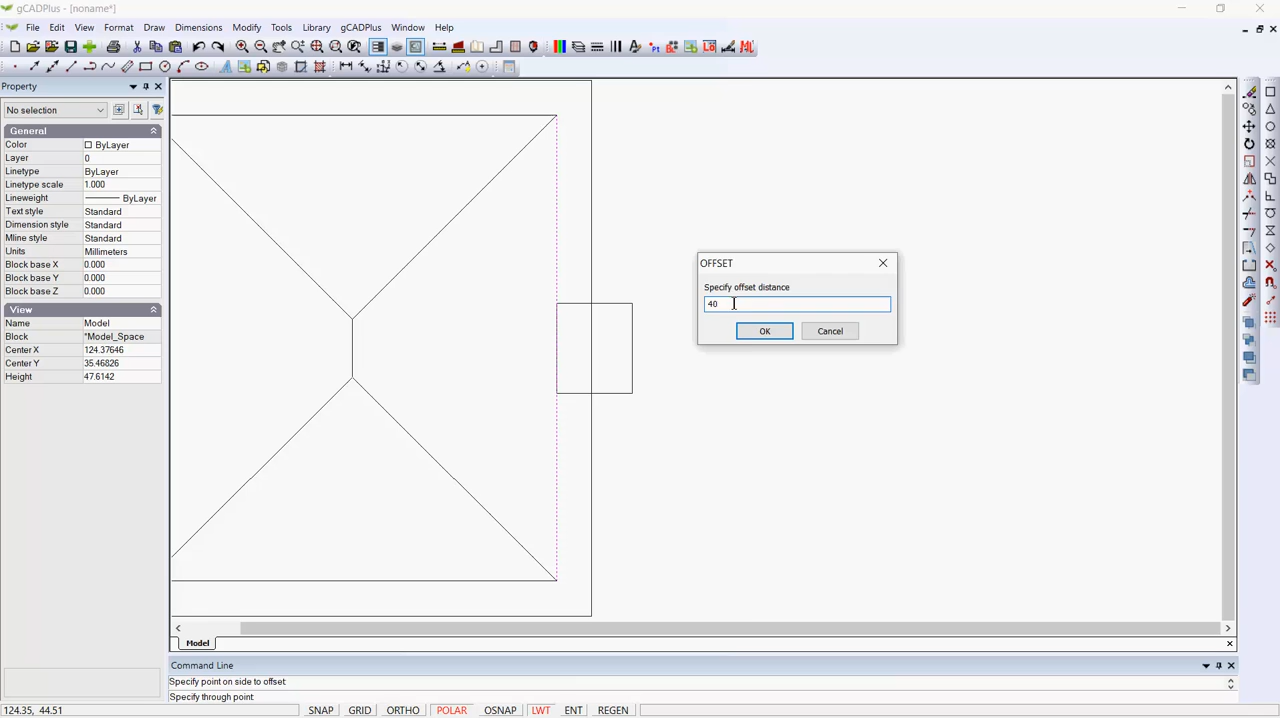 gCADPlus - [noname*]
File Edit View Format Draw Dimensions Modify Tools Library gCADPlus Window Help
Property
No selection
General
Color ByLayer
Layer 0
Linetype ByLayer
Linetype scale 1.000
Lineweight ByLayer
Text style Standard
Dimension style Standard
Mline style Standard
Units Millimeters
Block base X 0.000
Block base Y 0.000
Block base Z 0.000
View
Name Model
Block *Model_Space
Center X 124.37646
Center Y 35.46826
Height 47.6142
OFFSET
Specify offset distance
40
OK Cancel
Model
Command Line
Specify point on side to offset
Specify through point
124.35, 44.51 SNAP GRID ORTHO POLAR OSNAP LWT ENT REGEN